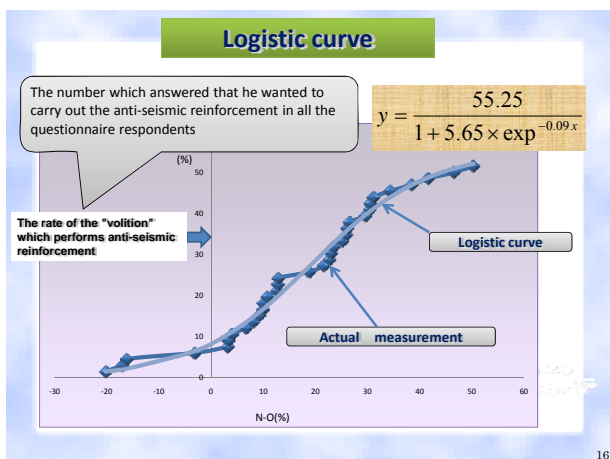 Logistic curve
The number which answered that he wanted to
carry out the anti-seismic reinforcement in all the
questionnaire respondents
y = 55.25 / 1 + 5.65 × exp^{-0.09x}
(%)
50
The rate of the "volition"
which performs anti-seismic
reinforcement
40
30
20
10
0
Logistic curve
Actual measurement
-30 -20 -10 0 10 20 30 40 50 60
N-O(%)
16